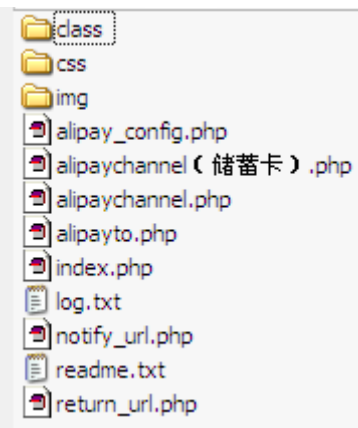 class
css
img
alipay_config.php
alipaychannel(储蓄卡).php
alipaychannel.php
alipayto.php
index.php
log.txt
notify_url.php
readme.txt
return_url.php